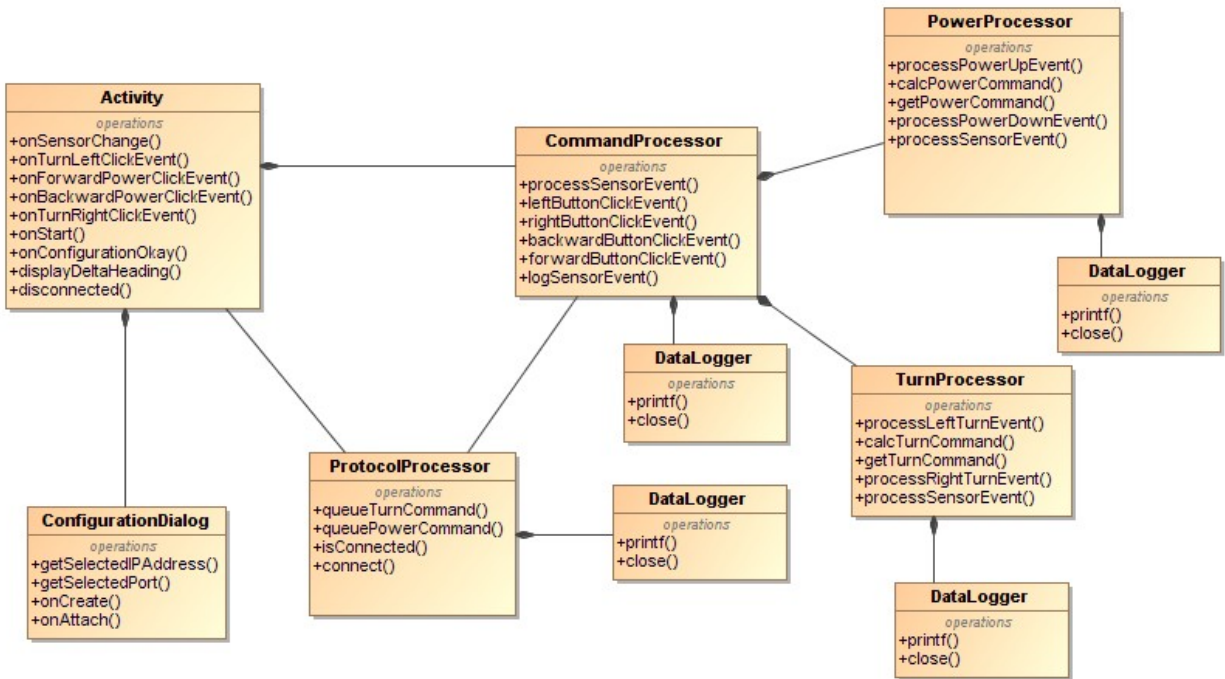 PowerProcessor
operations
+processPowerUpEvent()
+calcPowerCommand()
+getPowerCommand()
+processPowerDownEvent()
+processSensorEvent()
Activity
operations
+onSensorChange()
+onTurnLeftClickEvent()
+onForwardPowerClickEvent()
+onBackwardPowerClickEvent()
+onTurnRightClickEvent()
+onStart()
+onConfigurationOkay()
+displayDeltaHeading()
+disconnected()
CommandProcessor
operations
+processSensorEvent()
+leftButtonClickEvent()
+rightButtonClickEvent()
+backwardButtonClickEvent()
+forwardButtonClickEvent()
+logSensorEvent()
DataLogger
operations
+printf()
+close()
DataLogger
operations
+printf()
+close()
TurnProcessor
operations
+processLeftTurnEvent()
+calcTurnCommand()
+getTurnCommand()
+processRightTurnEvent()
+processSensorEvent()
ProtocolProcessor
operations
+queueTurnCommand()
+queuePowerCommand()
+isConnected()
+connect()
DataLogger
operations
+printf()
+close()
ConfigurationDialog
operations
+getSelectedIPAddress()
+getSelectedPort()
+onCreate()
+onAttach()
DataLogger
operations
+printf()
+close()